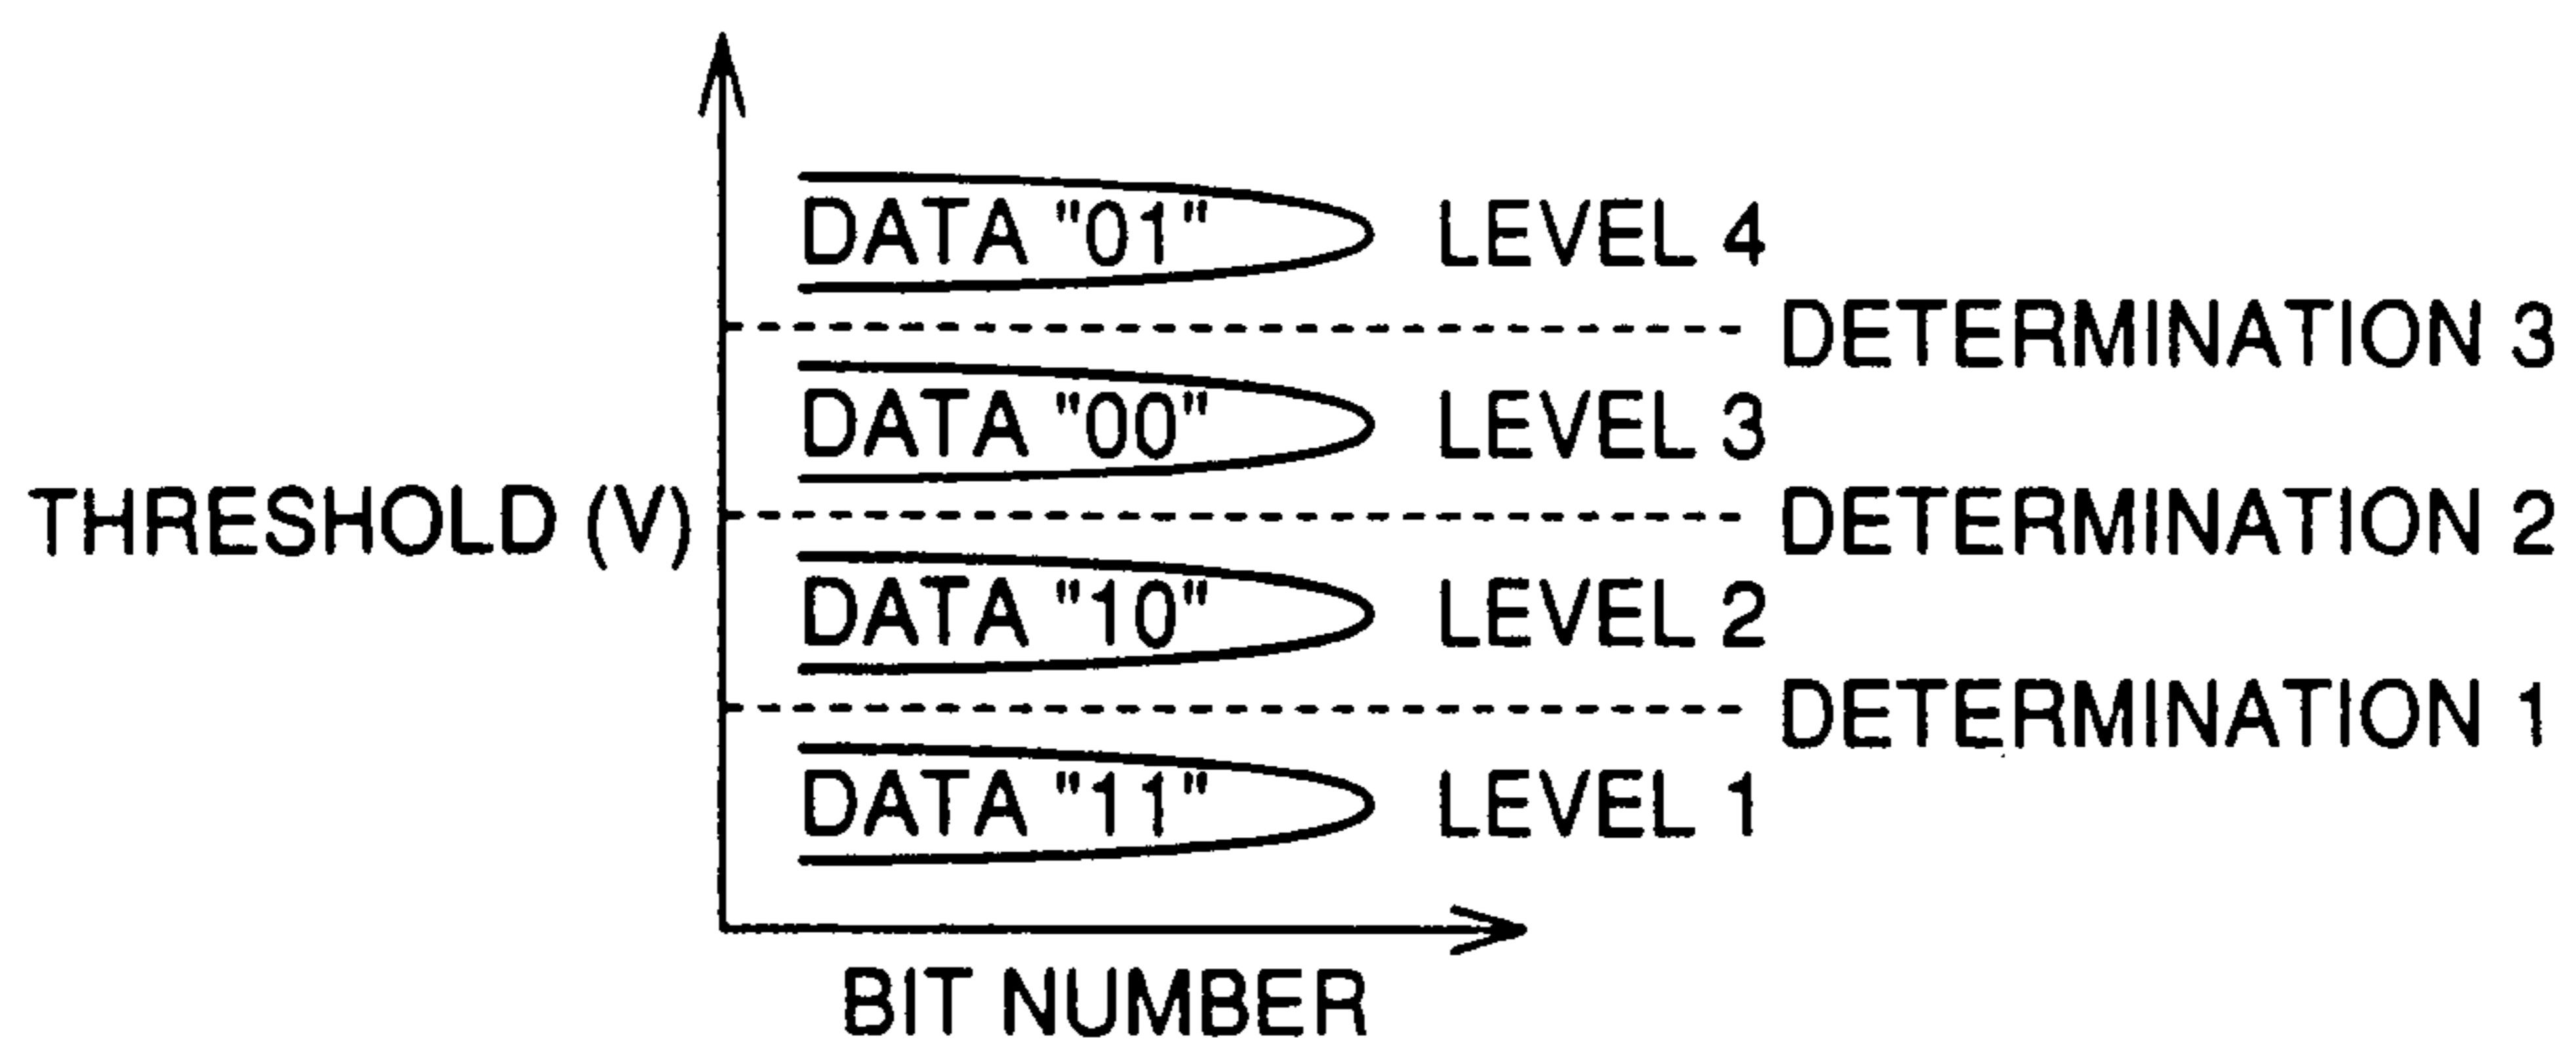 DATA "01" LEVEL 4
DETERMINATION 3
DATA "00" LEVEL 3
THRESHOLD (V)
DETERMINATION 2
DATA "10" LEVEL 2
DETERMINATION 1
DATA "11" LEVEL 1
BIT NUMBER